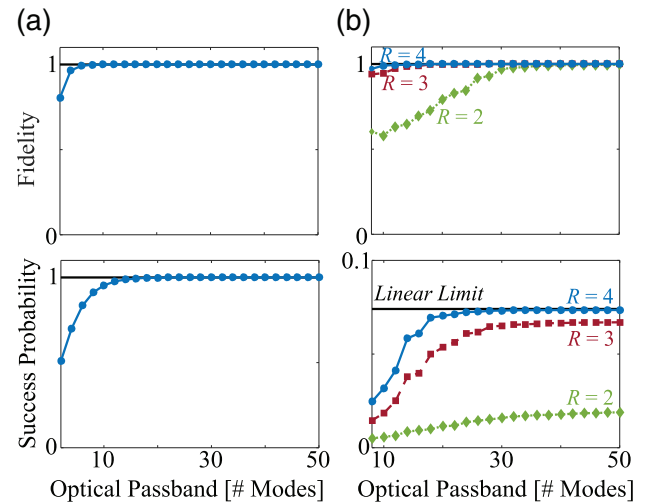 (a)
(b)
1
0
Fidelity
1
0
R = 4
R = 3
R = 2
1
0
Success Probability
10
30
50
Optical Passband [# Modes]
0.1
0
Linear Limit
R = 4
R = 3
R = 2
10
30
50
Optical Passband [# Modes]